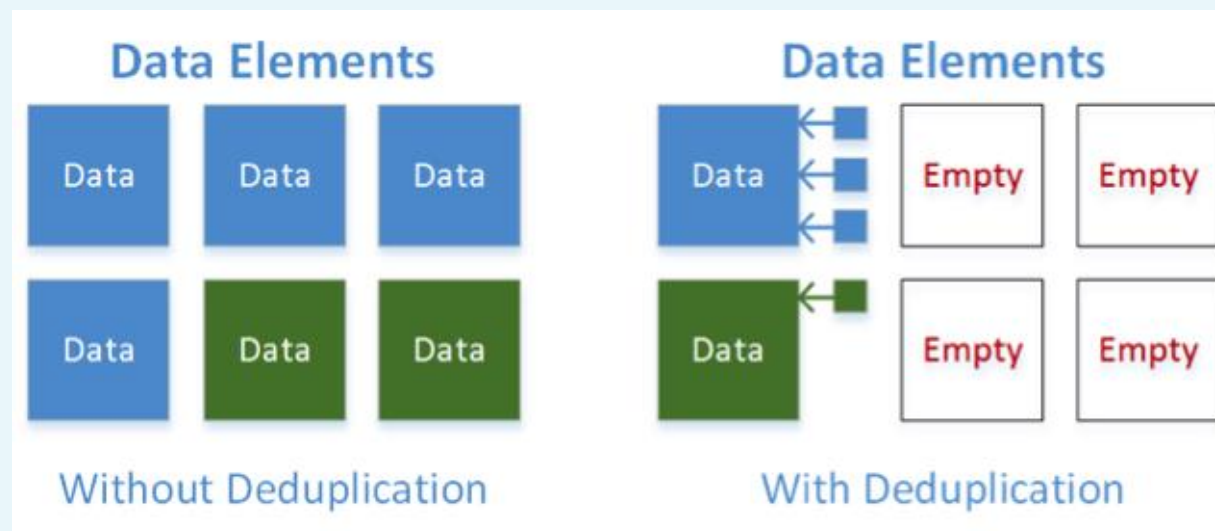 Data Elements
Data Data Data
Data Data Data
Without Deduplication
Data Elements
Data Empty Empty
Data Empty Empty
With Deduplication